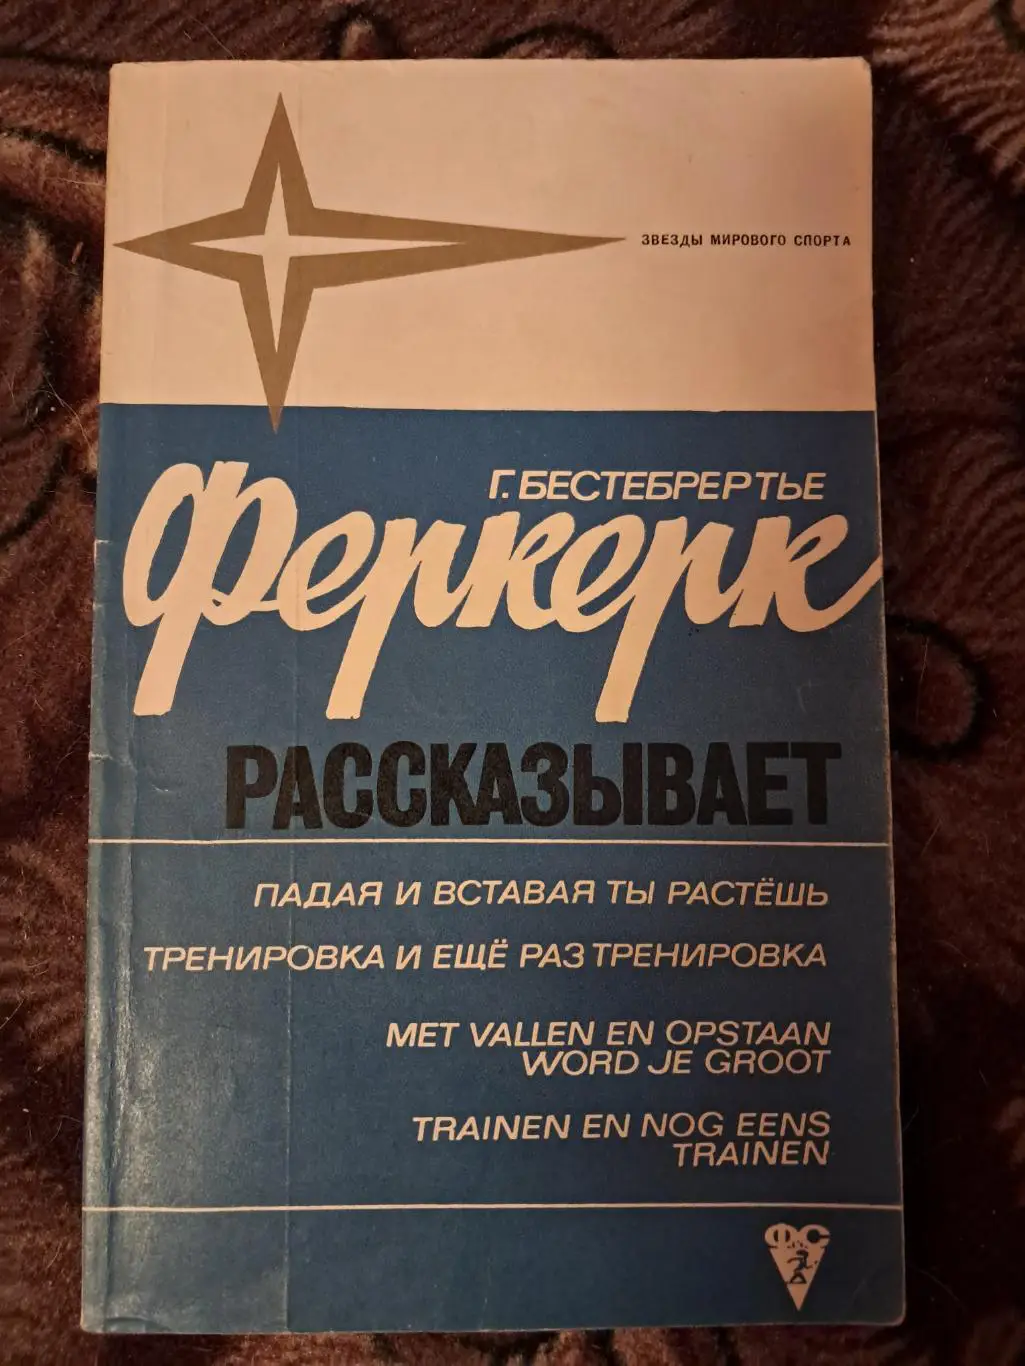 ЗВЕЗДЫ МИРОВОГО СПОРТА
Г. БЕСТЕБРЕРТЬЕ
Феркерк
РАССКАЗЫВАЕТ
ПАДАЯ И ВСТАВАЯ ТЫ РАСТЁШЬ
ТРЕНИРОВКА И ЕЩЁ РАЗ ТРЕНИРОВКА
MET VALLEN EN OPSTAAN
WORD JE GROOT
TRAINEN EN NOG EENS
TRAINEN
ФС